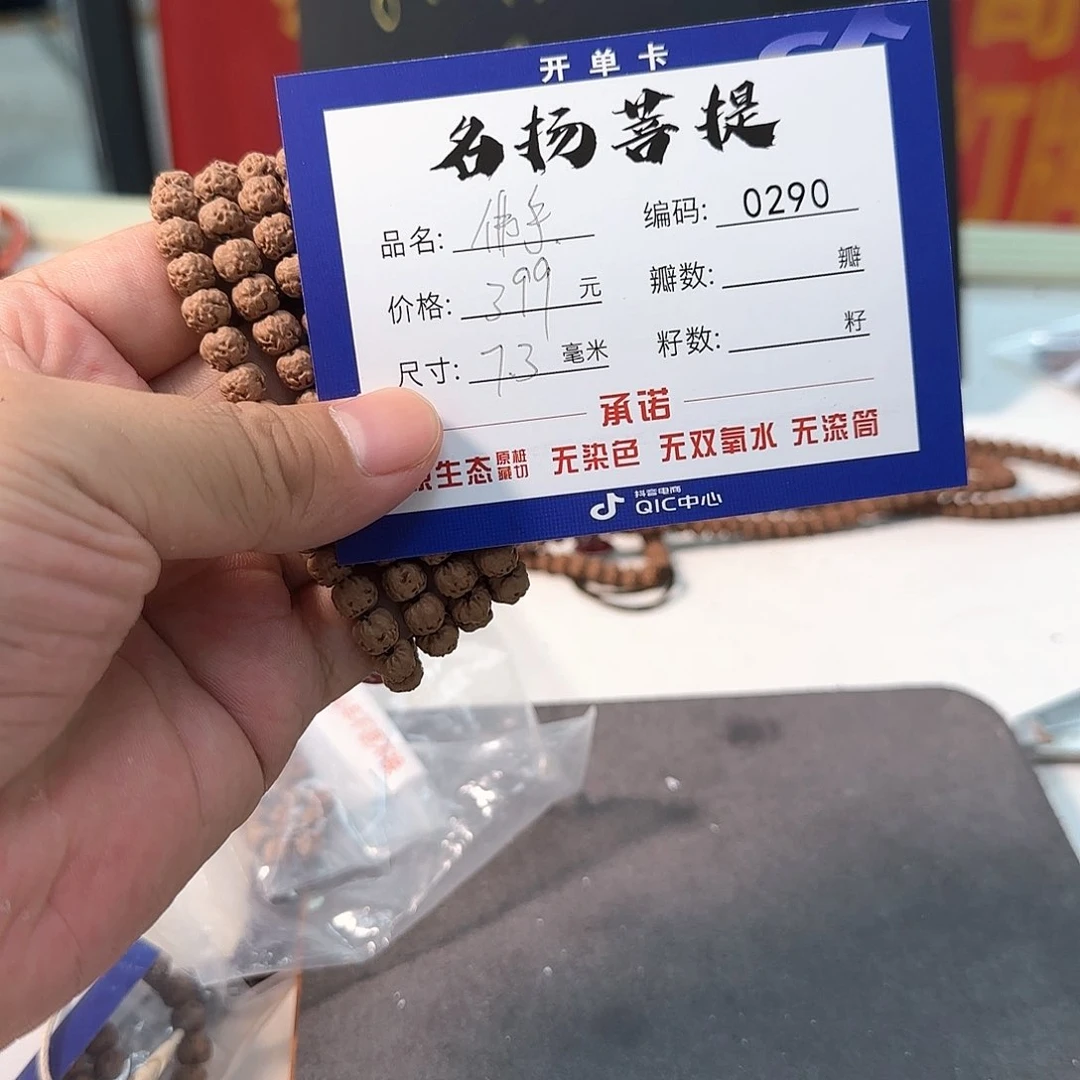 开单卡
名扬菩提
品名: 佛手 编码: 0290
价格: 399 元 瓣数: 瓣
尺寸: 7.3 毫米 籽数: 籽
承诺
原生态 原桩藏切 无染色 无双氧水 无滚筒
抖音电商
QIC中心